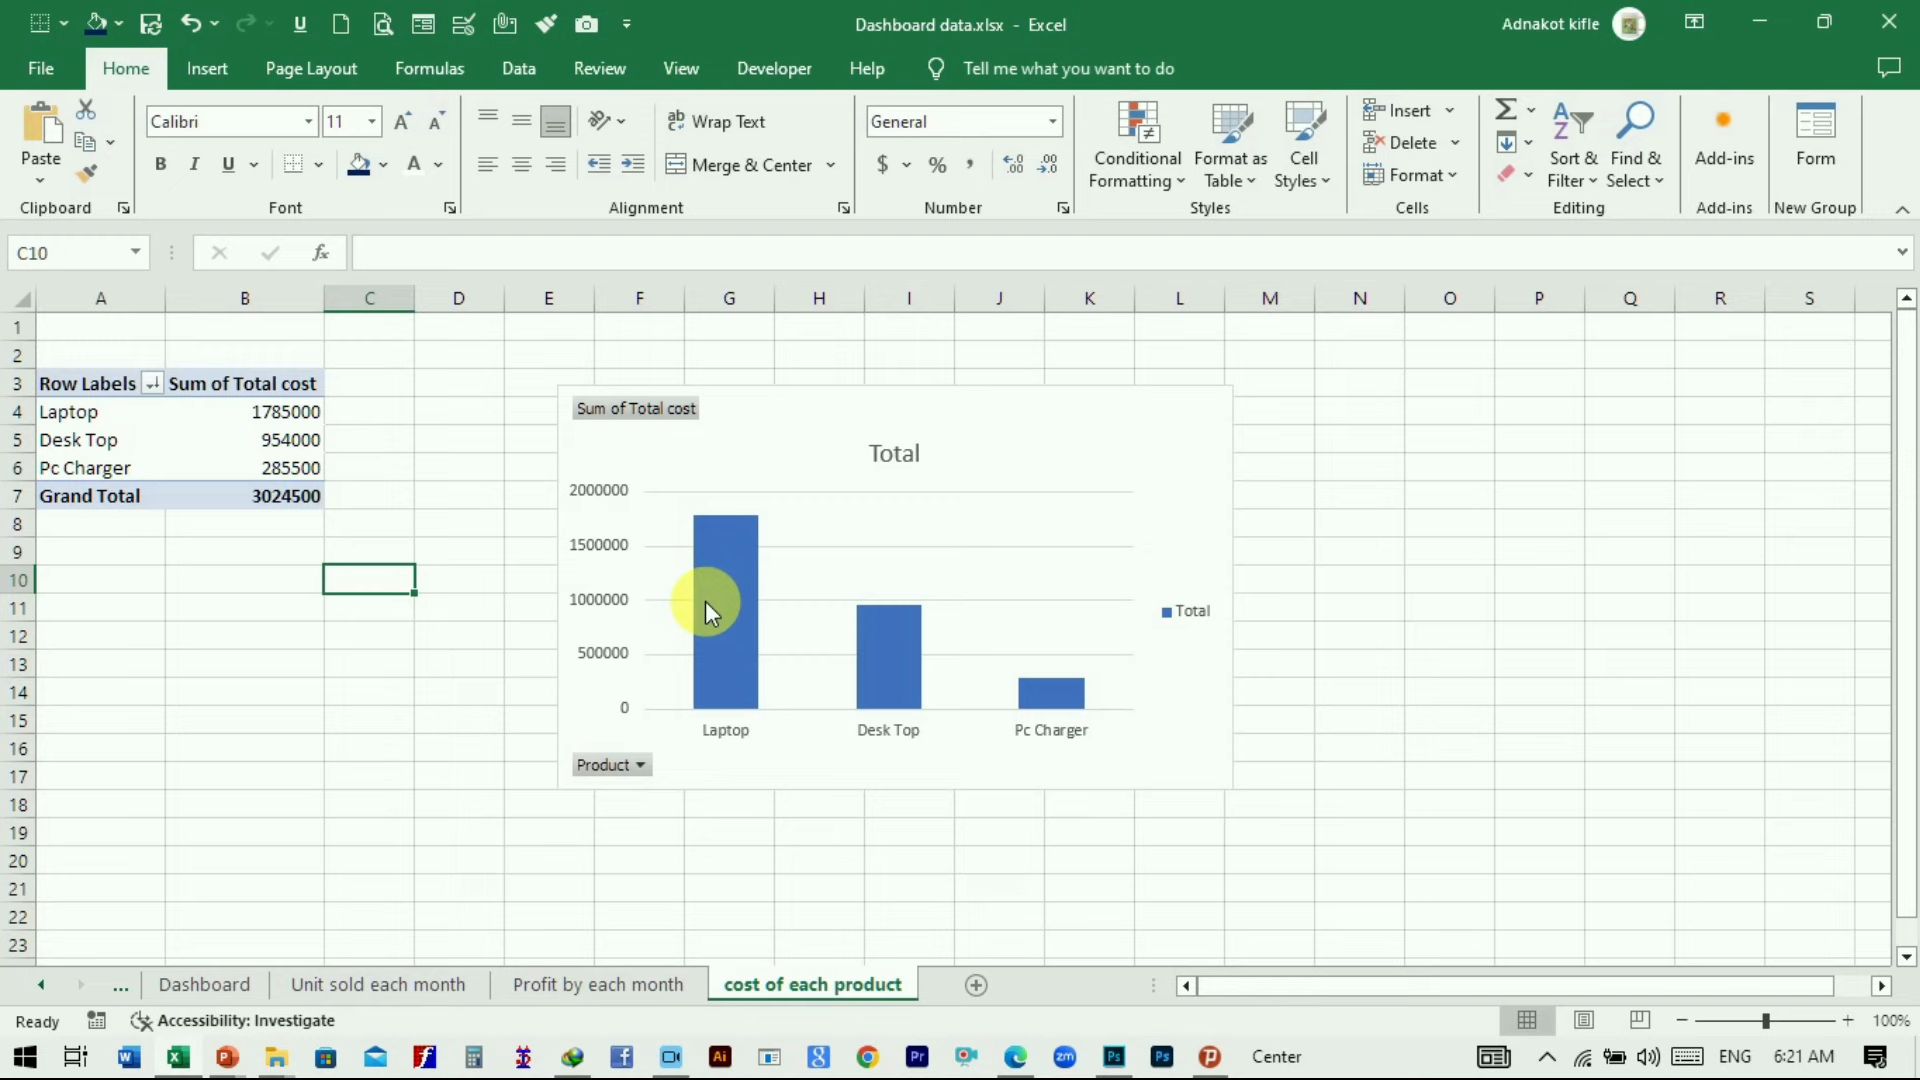 Dashboard data.xlsx - Excel
Adnakot kifle
File Home Insert Page Layout Formulas Data Review View Developer Help Tell me what you want to do
Paste
Clipboard
Calibri 11
B I U A
Font
Wrap Text
Merge & Center
Alignment
General
$ % ,
Number
Conditional Formatting
Format as Table
Cell Styles
Styles
Insert
Delete
Format
Cells
Sort & Filter
Find & Select
Editing
Add-ins
Add-ins
Form
New Group
C10 fx
A B C D E F G H I J K L M N O P Q R S
1
2
3 Row Labels Sum of Total cost
4 Laptop 1785000
5 Desk Top 954000
6 Pc Charger 285500
7 Grand Total 3024500
8
9
10
11
12
13
14
15
16
17
18
19
20
21
22
23
Sum of Total cost
Total
2000000
1500000
1000000
500000
0
Laptop Desk Top Pc Charger
Total
Product
... Dashboard Unit sold each month Profit by each month cost of each product
Ready Accessibility: Investigate 100%
Center ENG 6:21 AM